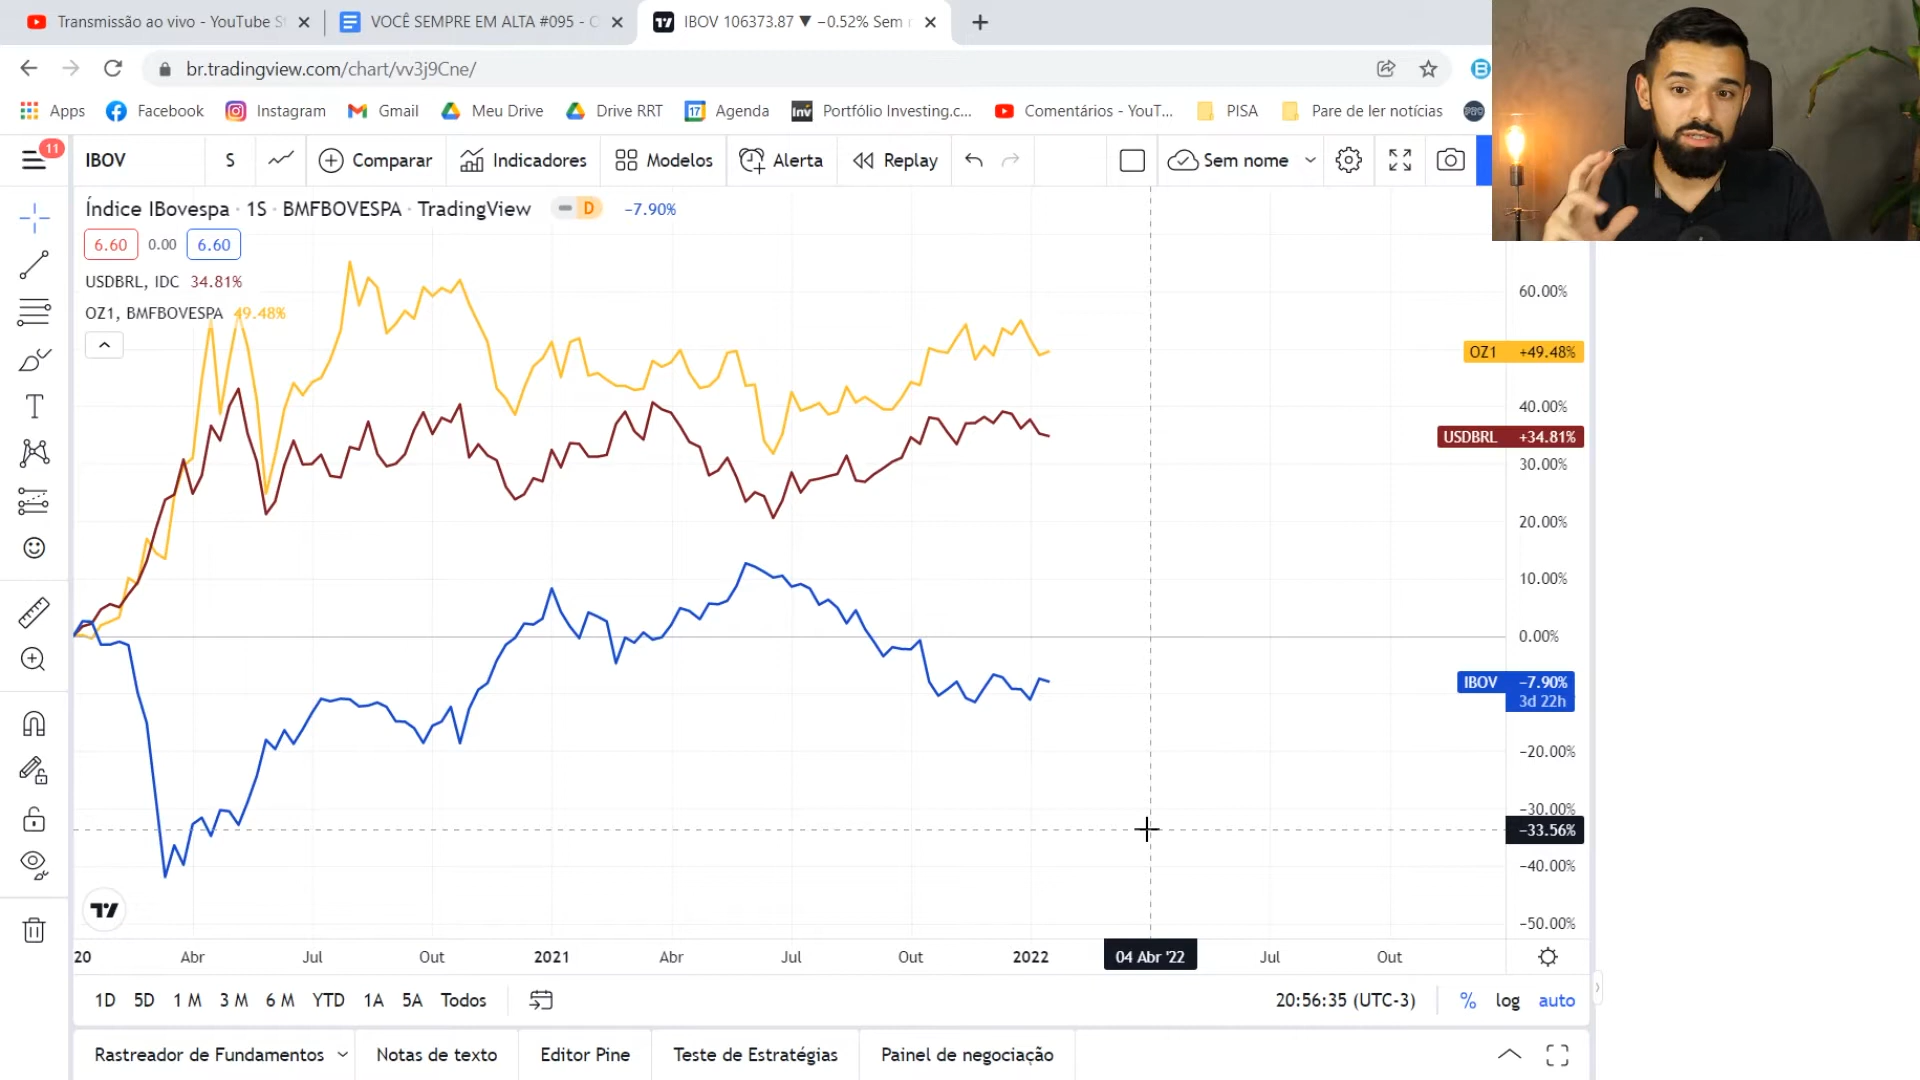 Transmissão ao vivo - YouTube S
VOCÊ SEMPRE EM ALTA #095 - C
IBOV 106373.87 ▼ −0.52% Sem
br.tradingview.com/chart/vv3j9Cne/
Apps
Facebook
Instagram
Gmail
Meu Drive
Drive RRT
17
Agenda
Inv
Portfólio Investing.c...
Comentários - YouT...
PISA
Pare de ler notícias
11
IBOV
S
Comparar
Indicadores
Modelos
Alerta
Replay
Sem nome
Índice IBovespa · 1S · BMFBOVESPA · TradingView
D
−7.90%
6.60
0.00
6.60
USDBRL, IDC 34.81%
OZ1, BMFBOVESPA 49.48%
60.00%
OZ1 +49.48%
40.00%
USDBRL +34.81%
30.00%
20.00%
10.00%
0.00%
IBOV −7.90%
3d 22h
−20.00%
−30.00%
−33.56%
−40.00%
−50.00%
20
Abr
Jul
Out
2021
Abr
Jul
Out
2022
04 Abr '22
Jul
Out
1D
5D
1 M
3 M
6 M
YTD
1A
5A
Todos
20:56:35 (UTC-3)
%
log
auto
Rastreador de Fundamentos
Notas de texto
Editor Pine
Teste de Estratégias
Painel de negociação